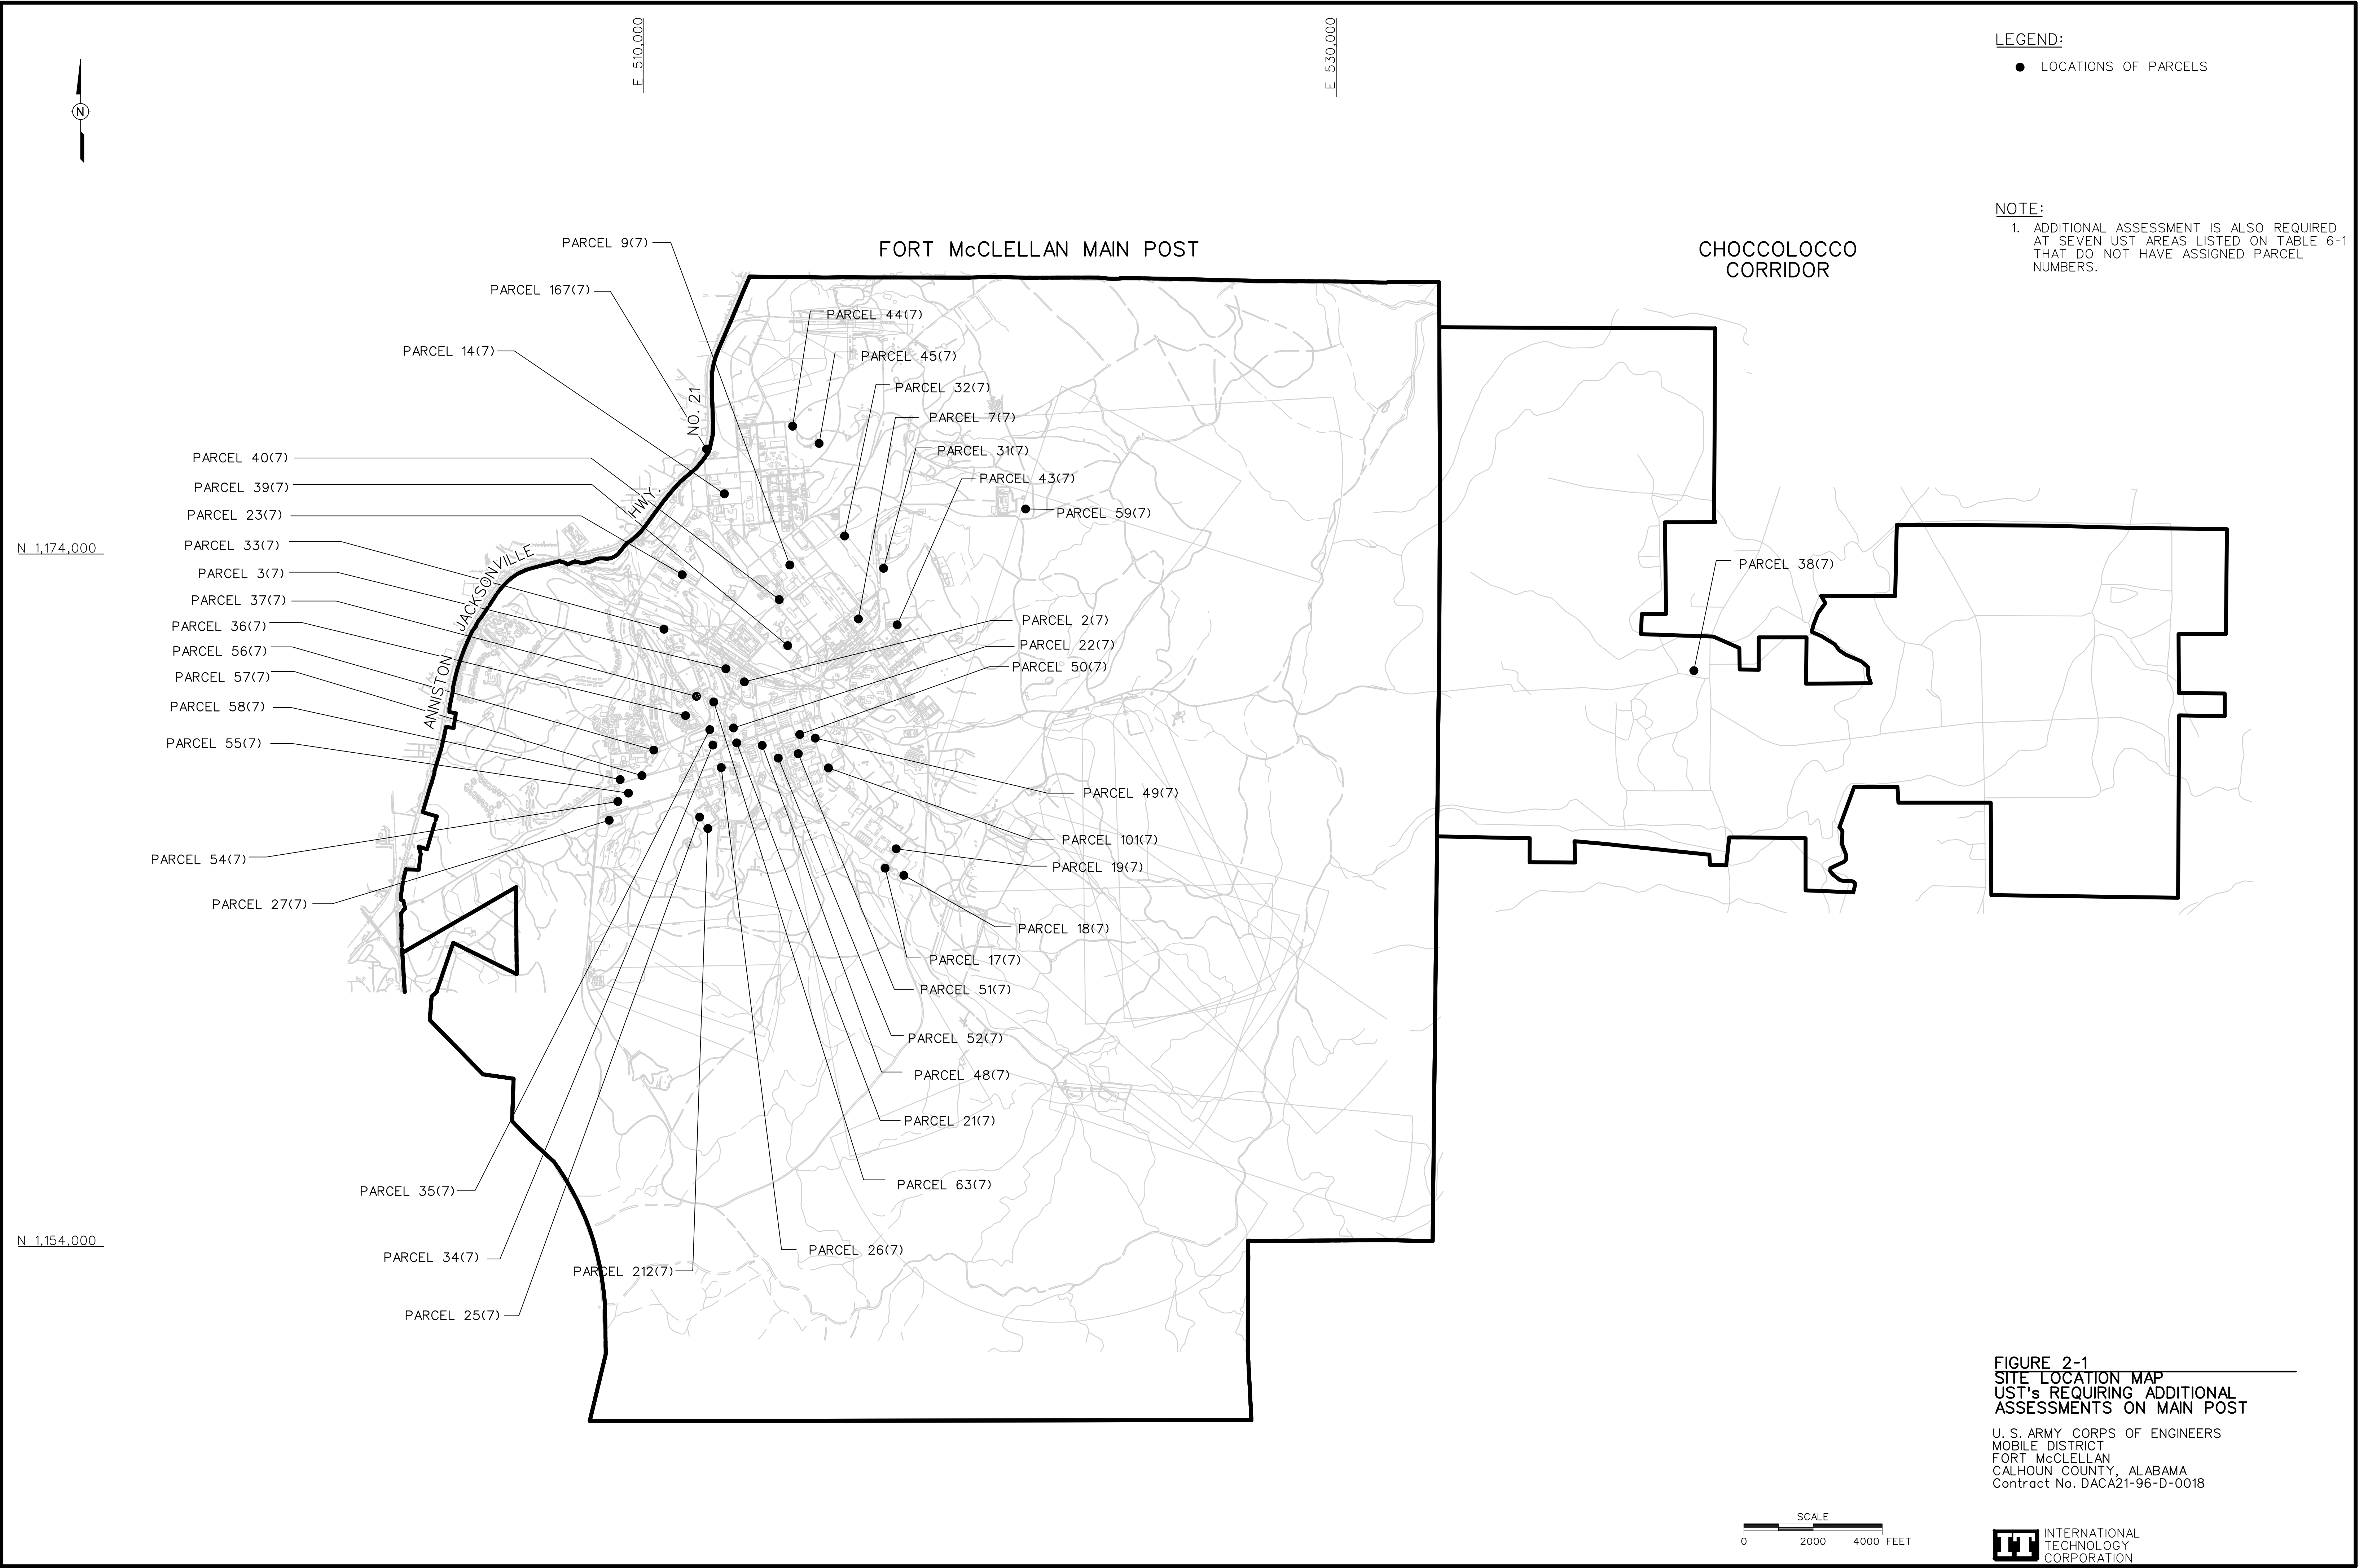 E 510,000
E 530,000
LEGEND:
LOCATIONS OF PARCELS
N
NOTE:
1. ADDITIONAL ASSESSMENT IS ALSO REQUIRED
AT SEVEN UST AREAS LISTED ON TABLE 6-1
THAT DO NOT HAVE ASSIGNED PARCEL
NUMBERS.
FORT McCLELLAN MAIN POST
CHOCCOLOCCO
CORRIDOR
PARCEL 9(7)
PARCEL 167(7)
PARCEL 44(7)
PARCEL 14(7)
PARCEL 45(7)
PARCEL 32(7)
NO. 21
PARCEL 7(7)
PARCEL 31(7)
PARCEL 40(7)
PARCEL 43(7)
PARCEL 39(7)
HWY.
PARCEL 23(7)
PARCEL 59(7)
N 1,174,000
PARCEL 33(7)
JACKSONVILLE
PARCEL 38(7)
PARCEL 3(7)
PARCEL 37(7)
PARCEL 2(7)
PARCEL 36(7)
PARCEL 22(7)
PARCEL 56(7)
PARCEL 50(7)
PARCEL 57(7)
ANNISTON
PARCEL 58(7)
PARCEL 55(7)
PARCEL 49(7)
PARCEL 101(7)
PARCEL 54(7)
PARCEL 19(7)
PARCEL 27(7)
PARCEL 18(7)
PARCEL 17(7)
PARCEL 51(7)
PARCEL 52(7)
PARCEL 48(7)
PARCEL 21(7)
PARCEL 63(7)
PARCEL 35(7)
N 1,154,000
PARCEL 26(7)
PARCEL 34(7)
PARCEL 212(7)
PARCEL 25(7)
FIGURE 2-1
SITE LOCATION MAP
UST's REQUIRING ADDITIONAL
ASSESSMENTS ON MAIN POST
U. S. ARMY CORPS OF ENGINEERS
MOBILE DISTRICT
FORT McCLELLAN
CALHOUN COUNTY, ALABAMA
Contract No. DACA21-96-D-0018
SCALE
0 2000 4000 FEET
IT
INTERNATIONAL
TECHNOLOGY
CORPORATION